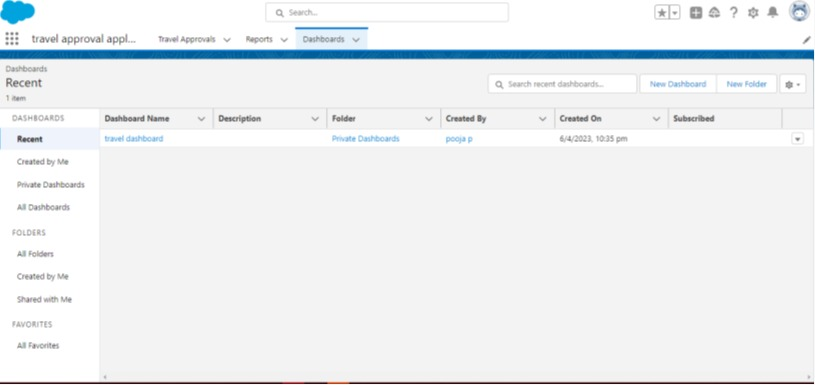 Search...
travel approval appl... Travel Approvals Reports Dashboards
Dashboards
Recent
1 item
Search recent dashboards... New Dashboard New Folder
DASHBOARDS Dashboard Name Description Folder Created By Created On Subscribed
Recent travel dashboard Private Dashboards pooja p 6/4/2023, 10:35 pm
Created by Me
Private Dashboards
All Dashboards
FOLDERS
All Folders
Created by Me
Shared with Me
FAVORITES
All Favorites